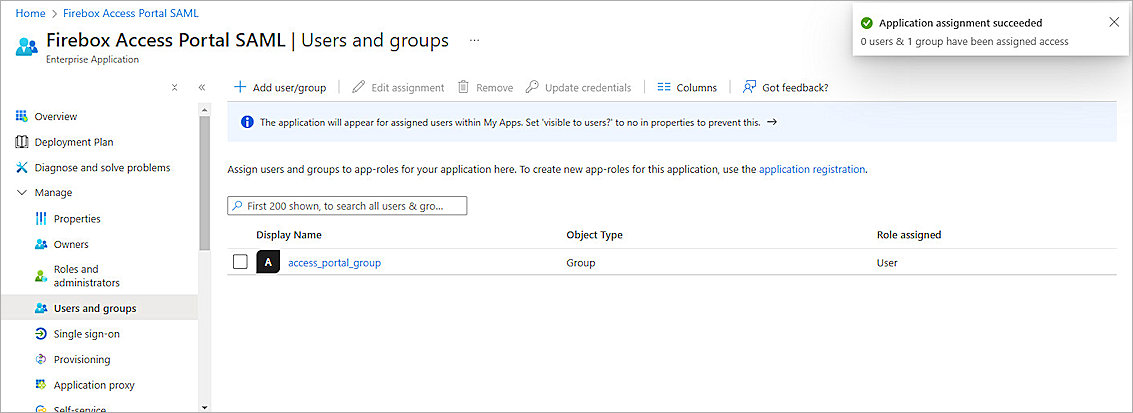 Home > Firebox Access Portal SAML
Firebox Access Portal SAML | Users and groups ...
Enterprise Application
Application assignment succeeded
0 users & 1 group have been assigned access
Add user/group Edit assignment Remove Update credentials Columns Got feedback?
Overview
Deployment Plan
Diagnose and solve problems
Manage
Properties
Owners
Roles and
administrators
Users and groups
Single sign-on
Provisioning
Application proxy
Self-service
The application will appear for assigned users within My Apps. Set 'visible to users?' to no in properties to prevent this. →
Assign users and groups to app-roles for your application here. To create new app-roles for this application, use the application registration.
First 200 shown, to search all users & gro...
Display Name Object Type Role assigned
A access_portal_group Group User